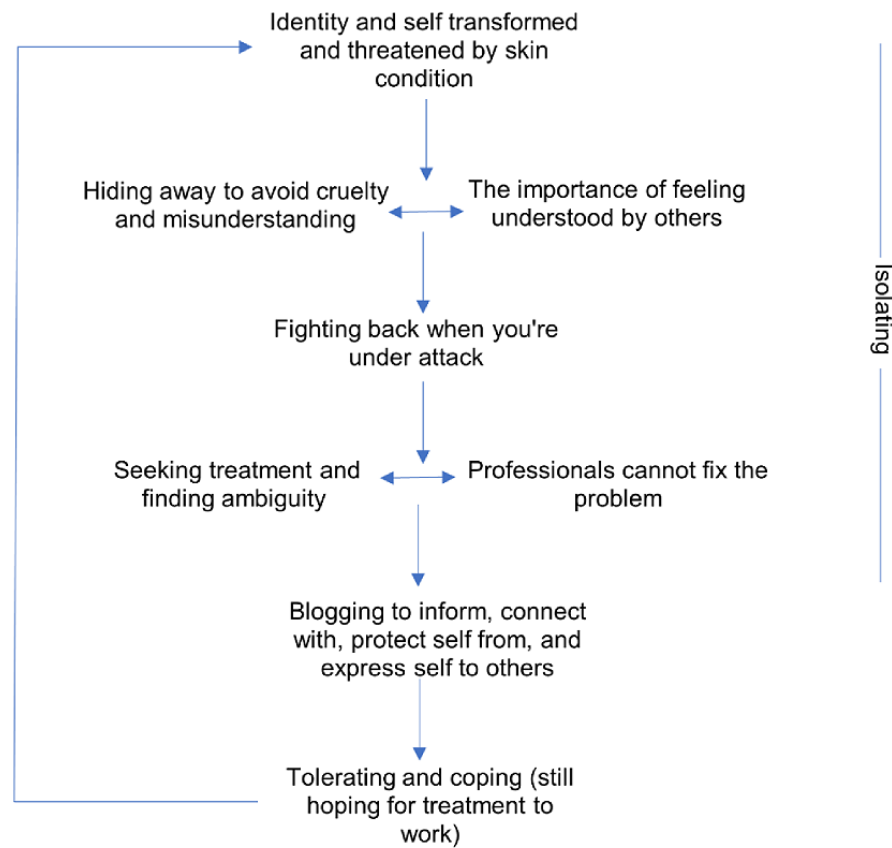 Identity and self transformed
and threatened by skin
condition
Hiding away to avoid cruelty
and misunderstanding
The importance of feeling
understood by others
Isolating
Fighting back when you're
under attack
Seeking treatment and
finding ambiguity
Professionals cannot fix the
problem
Blogging to inform, connect
with, protect self from, and
express self to others
Tolerating and coping (still
hoping for treatment to
work)